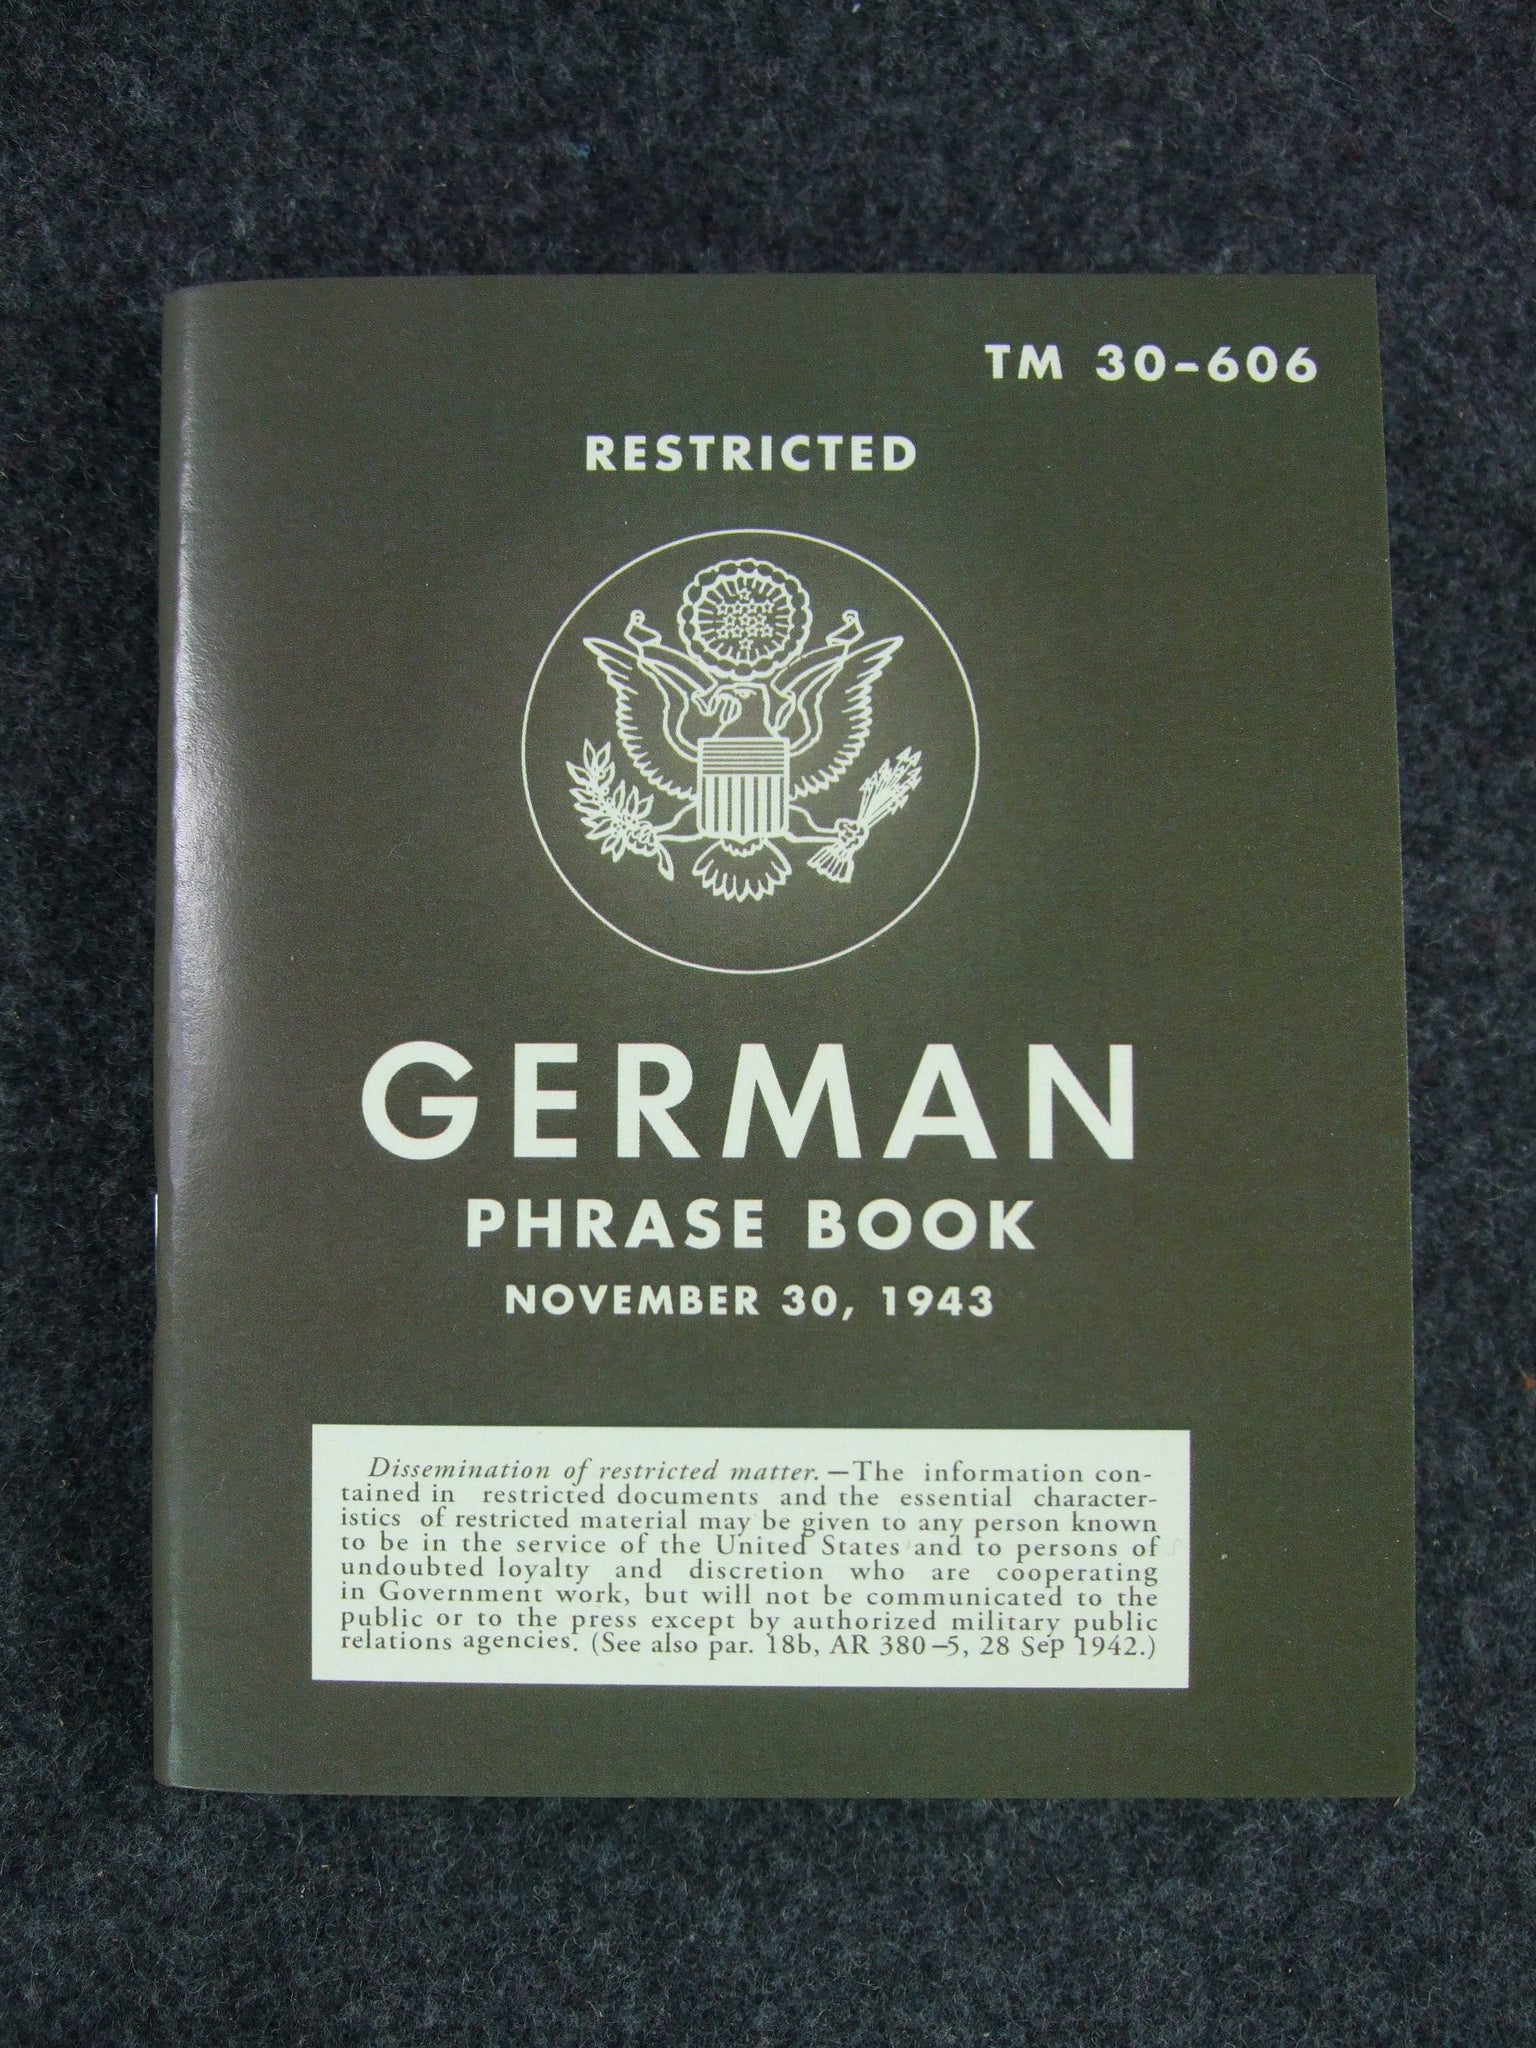 TM 30-606
RESTRICTED
GERMAN
PHRASE BOOK
NOVEMBER 30, 1943
Dissemination of restricted matter. —The information con-
tained in restricted documents and the essential character-
istics of restricted material may be given to any person known
to be in the service of the United States and to persons of
undoubted loyalty and discretion who are cooperating
in Government work, but will not be communicated to the
public or to the press except by authorized military public
relations agencies. (See also par. 18b, AR 380–5, 28 Sep 1942.)